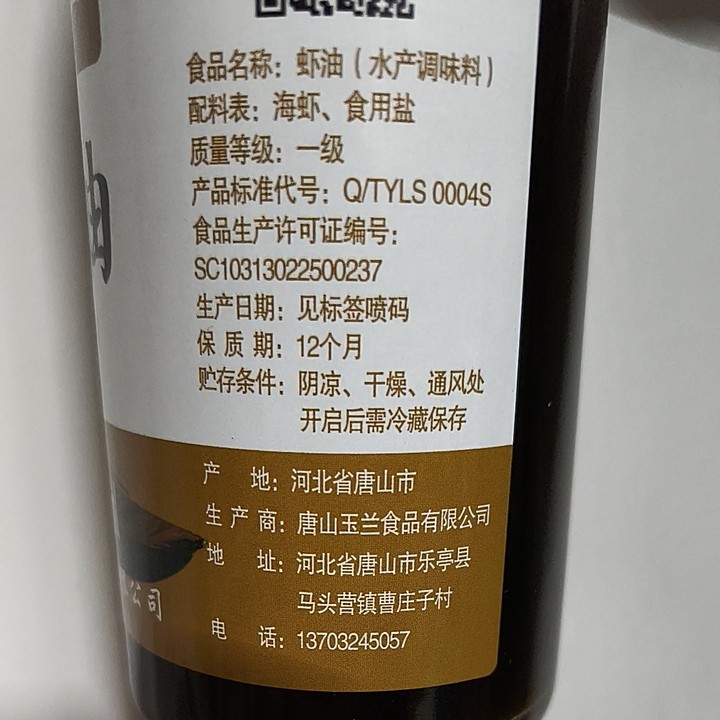 食品名称：虾油（水产调味料）
配料表：海虾、食用盐
质量等级：一级
产品标准代号：Q/TYLS 0004S
食品生产许可证编号：
SC10313022500237
生产日期：见标签喷码
保 质 期：12个月
贮存条件：阴凉、干燥、通风处
开启后需冷藏保存
产 地：河北省唐山市
生 产 商：唐山玉兰食品有限公司
地 址：河北省唐山市乐亭县
马头营镇曹庄子村
电 话：13703245057
油
公司